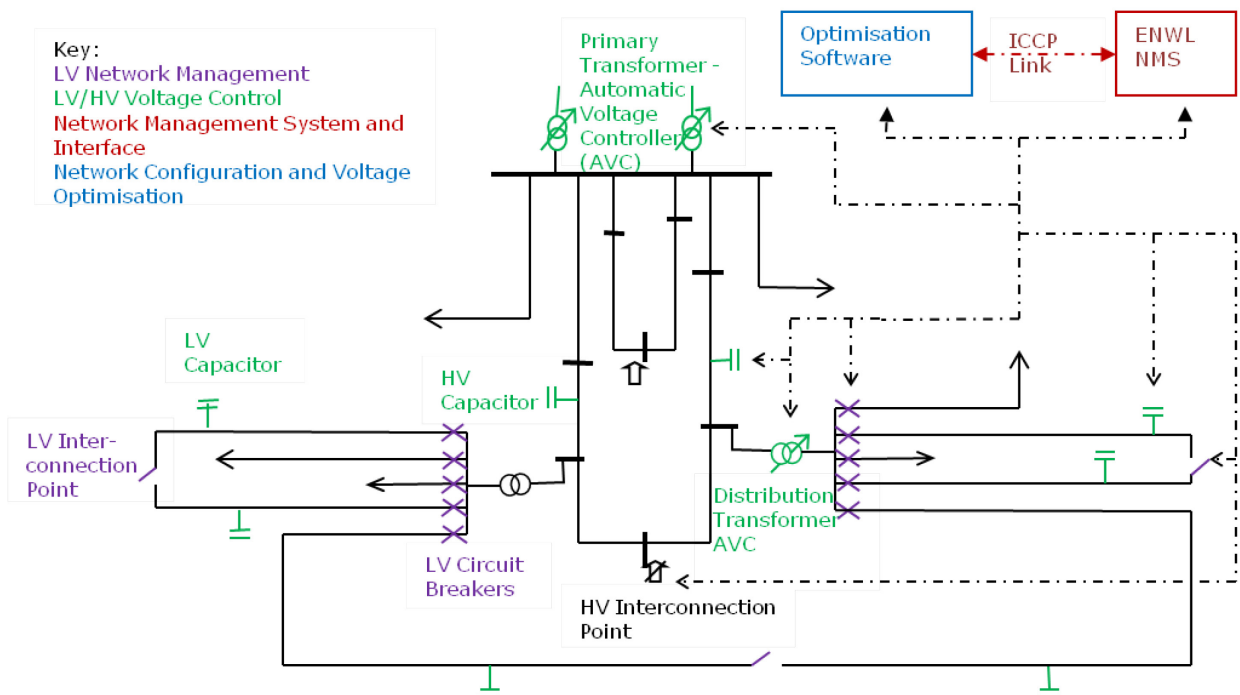 Key:
LV Network Management
LV/HV Voltage Control
Network Management System and
Interface
Network Configuration and Voltage
Optimisation
Primary
Transformer -
Automatic
Voltage
Controller
(AVC)
Optimisation
Software
ICCP
Link
ENWL
NMS
LV
Capacitor
HV
Capacitor
LV Inter-
connection
Point
LV Circuit
Breakers
Distribution
Transformer
AVC
HV Interconnection
Point